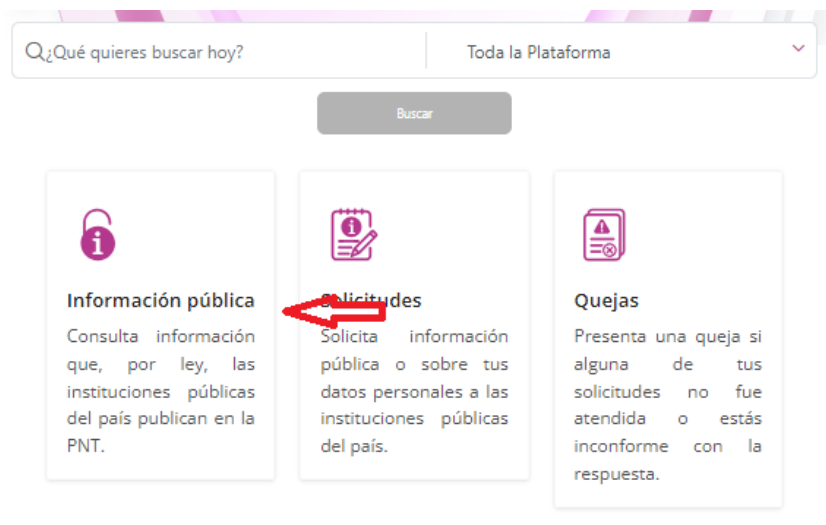 ¿Qué quieres buscar hoy?
Toda la Plataforma
Buscar
Información pública
Consulta información
que, por ley, las
instituciones públicas
del país publican en la
PNT.
Solicitudes
Solicita información
pública o sobre tus
datos personales a las
instituciones públicas
del país.
Quejas
Presenta una queja si
alguna de tus
solicitudes no fue
atendida o estás
inconforme con la
respuesta.